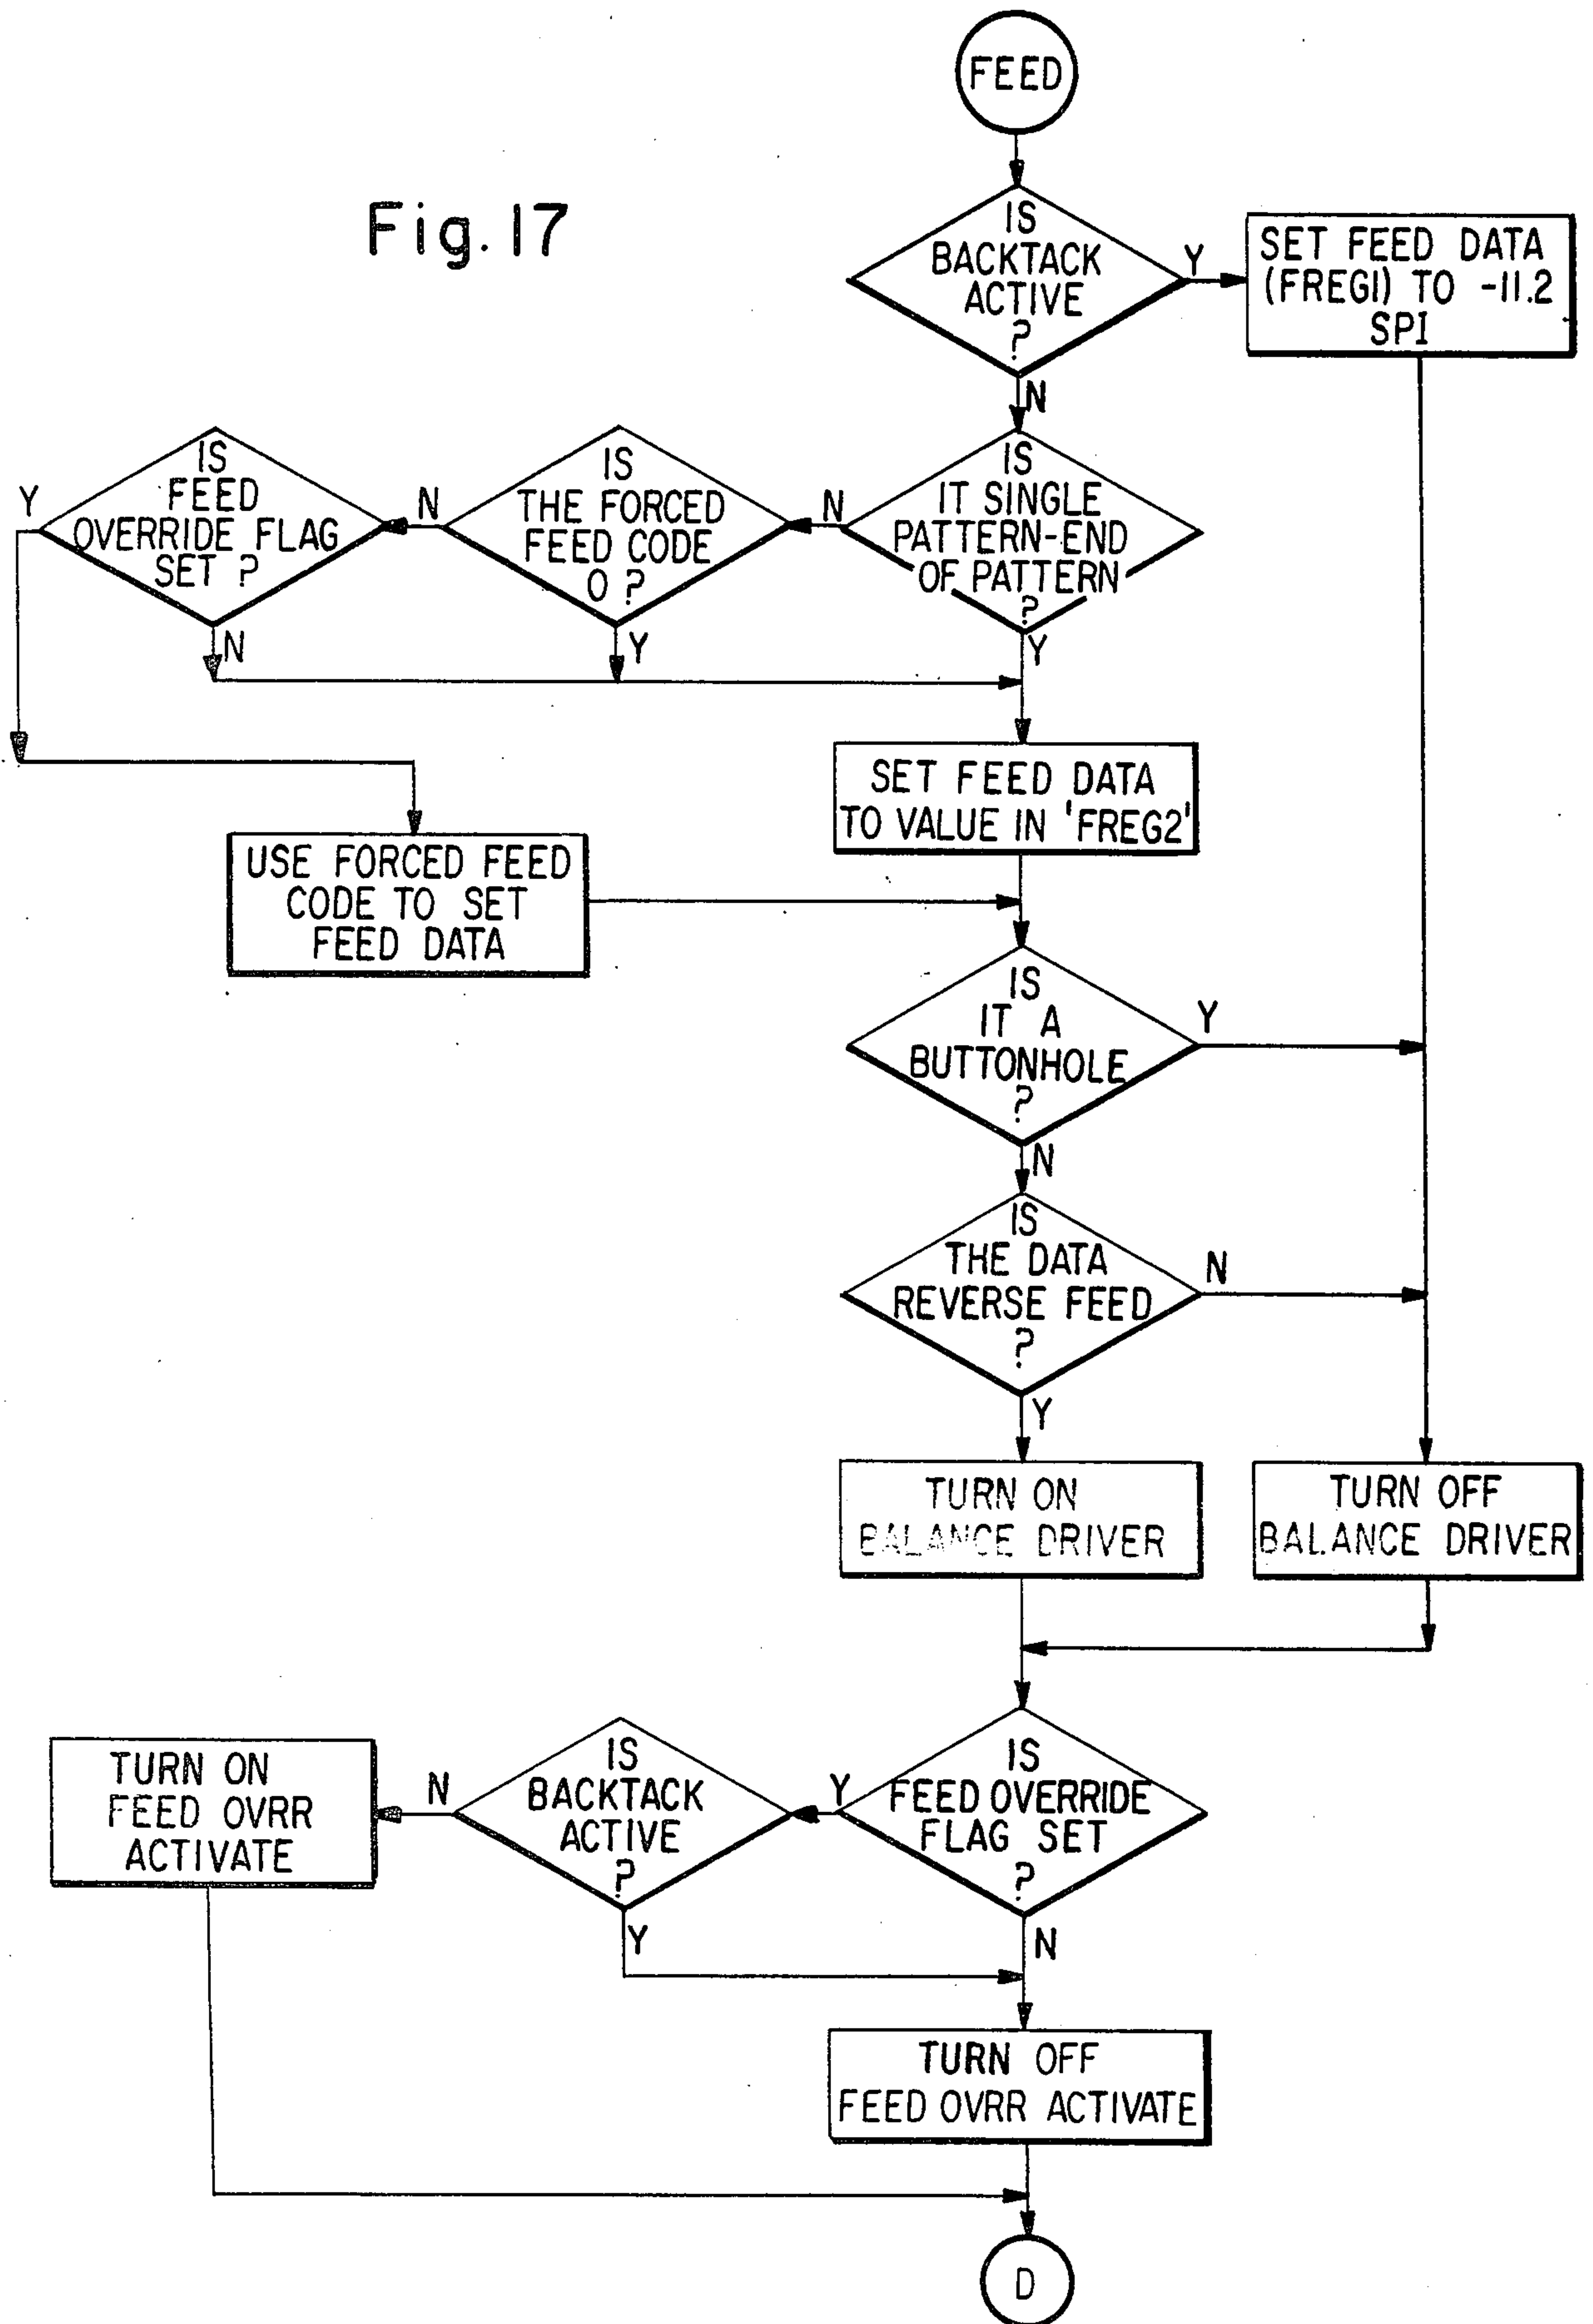 Fig. 17
FEED
IS
BACKTACK
ACTIVE
?
Y
SET FEED DATA
(FREG1) TO -11.2
SPI
N
IS
IT SINGLE
PATTERN-END
OF PATTERN
?
N
Y
IS
THE FORCED
FEED CODE
0 ?
N
Y
IS
FEED
OVERRIDE FLAG
SET ?
Y
N
SET FEED DATA
TO VALUE IN 'FREG2'
USE FORCED FEED
CODE TO SET
FEED DATA
IS
IT A
BUTTONHOLE
?
Y
N
IS
THE DATA
REVERSE FEED
?
N
Y
TURN ON
BALANCE DRIVER
TURN OFF
BALANCE DRIVER
IS
FEED OVERRIDE
FLAG SET
?
Y
N
IS
BACKTACK
ACTIVE
?
N
Y
TURN ON
FEED OVRR
ACTIVATE
TURN OFF
FEED OVRR ACTIVATE
D